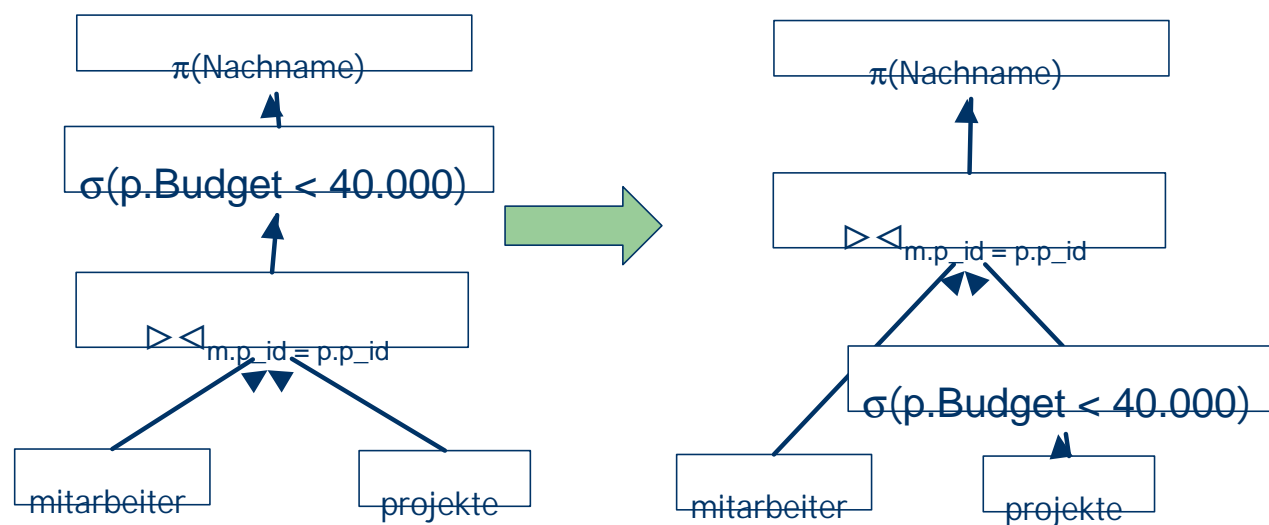 π(Nachname)
σ(p.Budget < 40.000)
▷◁m.p_id = p.p_id
mitarbeiter
projekte
π(Nachname)
▷◁m.p_id = p.p_id
σ(p.Budget < 40.000)
mitarbeiter
projekte